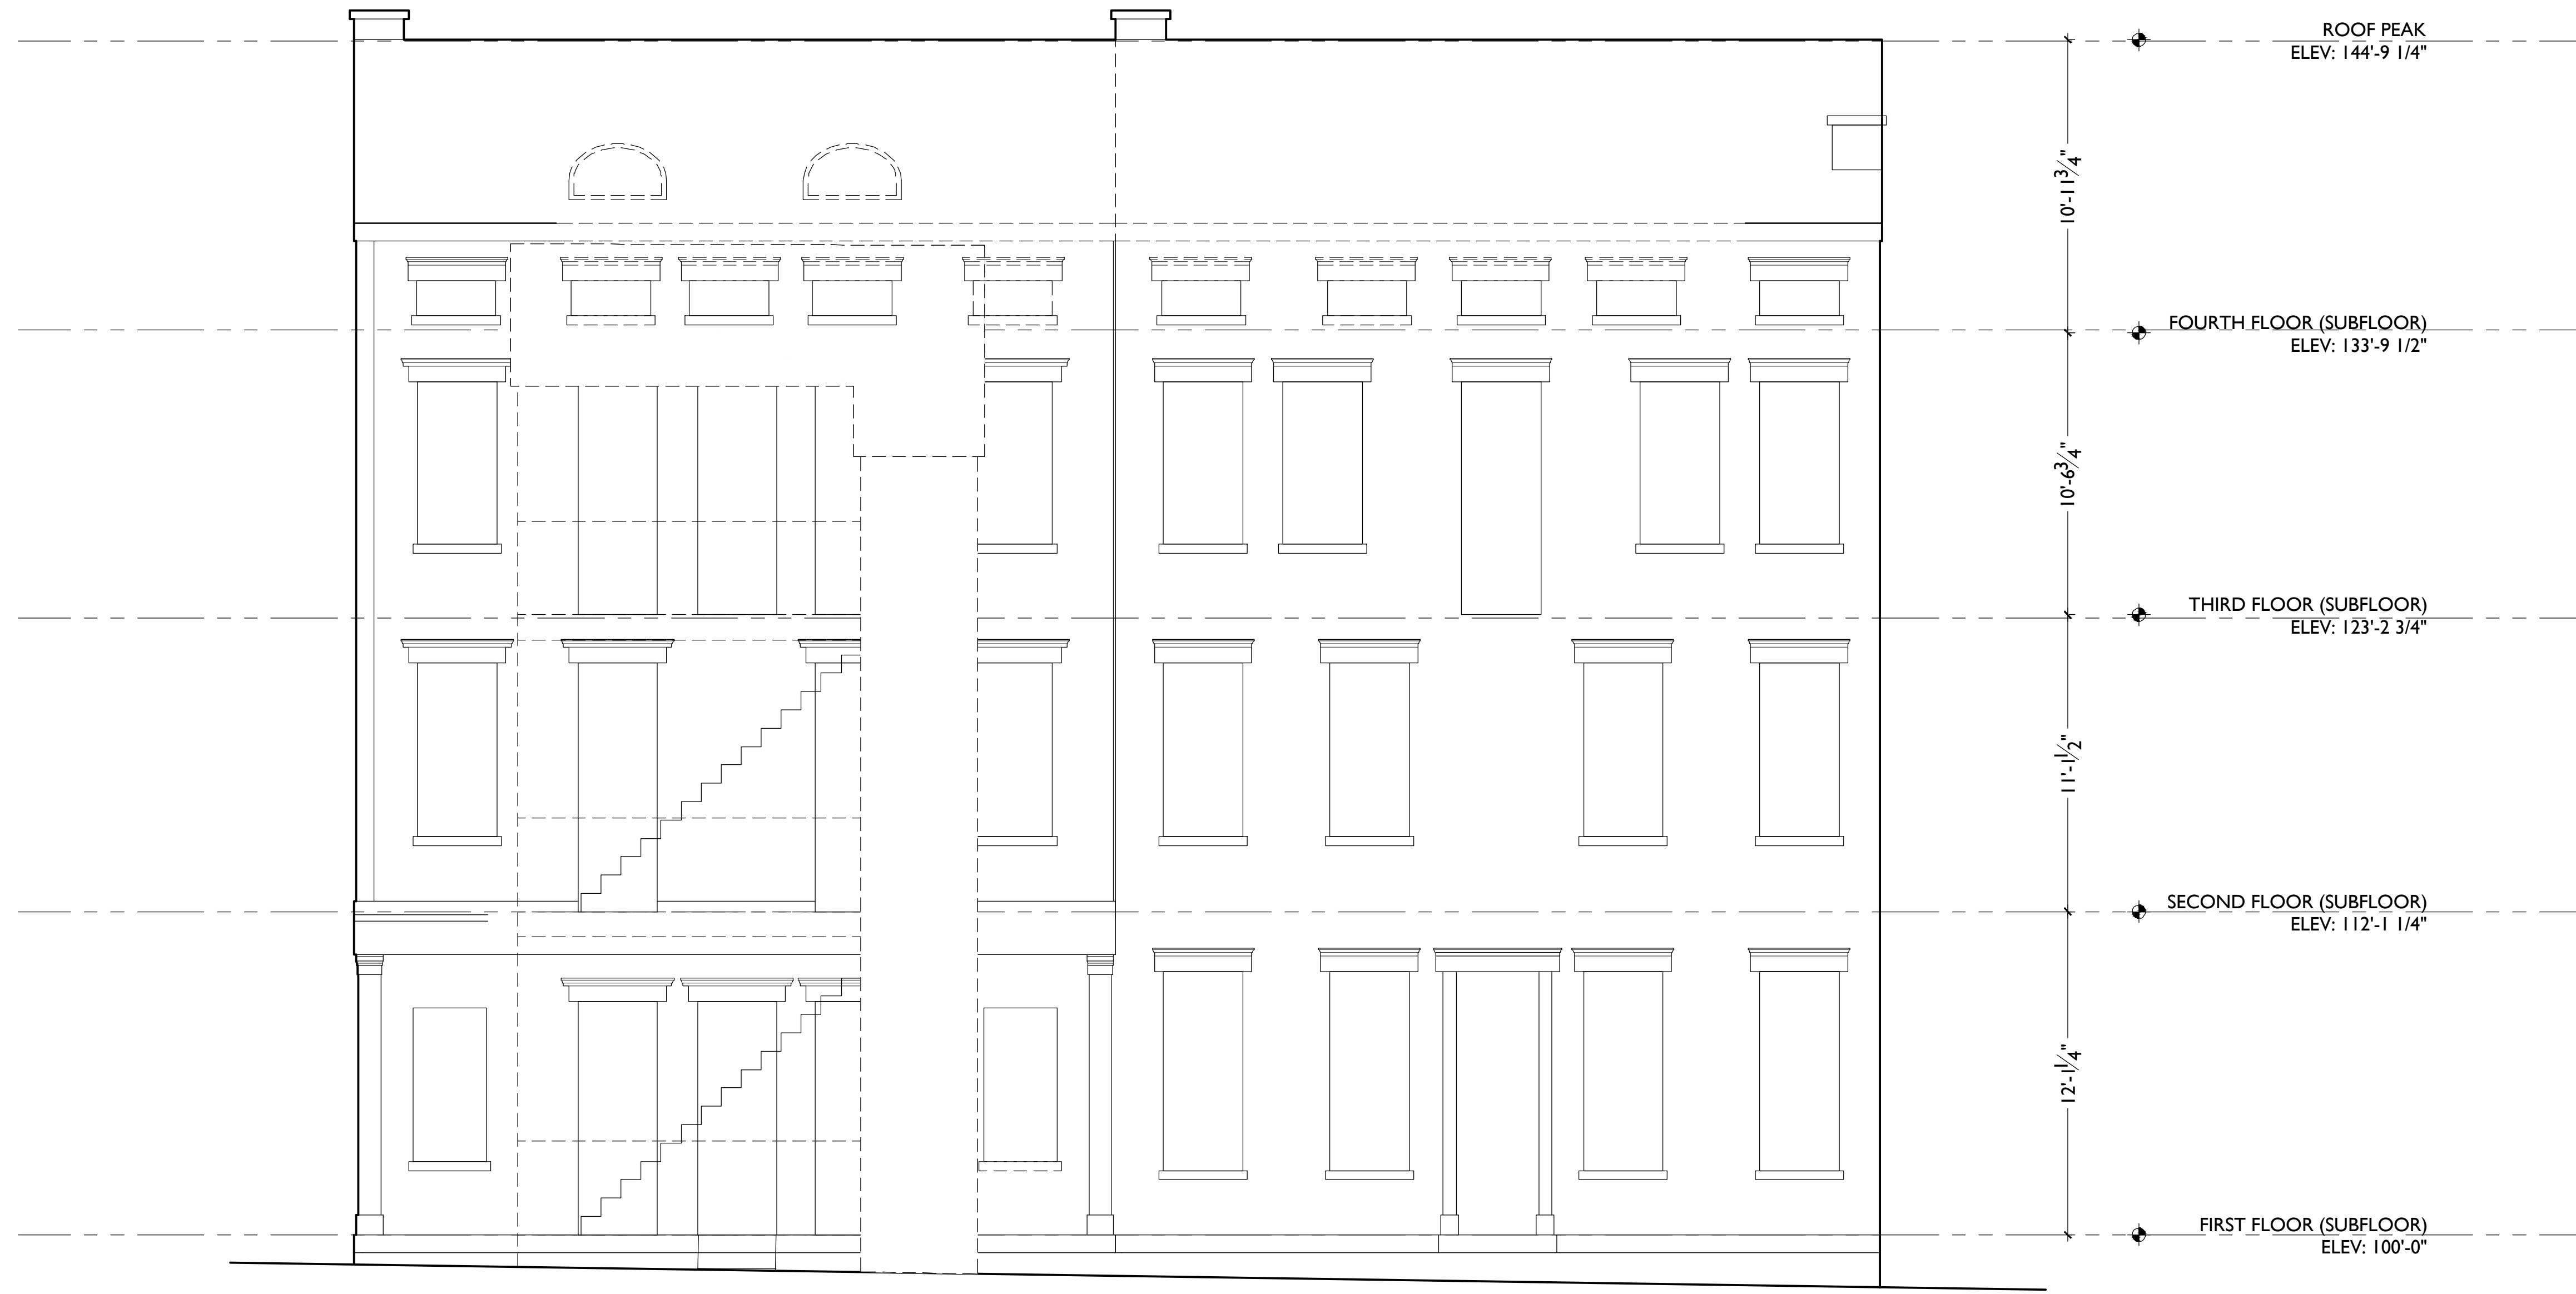 ROOF PEAK
ELEV: 144'-9 1/4"
10'-11 3/4"
FOURTH FLOOR (SUBFLOOR)
ELEV: 133'-9 1/2"
10'-6 3/4"
THIRD FLOOR (SUBFLOOR)
ELEV: 123'-2 3/4"
11'-1 1/2"
SECOND FLOOR (SUBFLOOR)
ELEV: 112'-1 1/4"
12'-1 1/4"
FIRST FLOOR (SUBFLOOR)
ELEV: 100'-0"